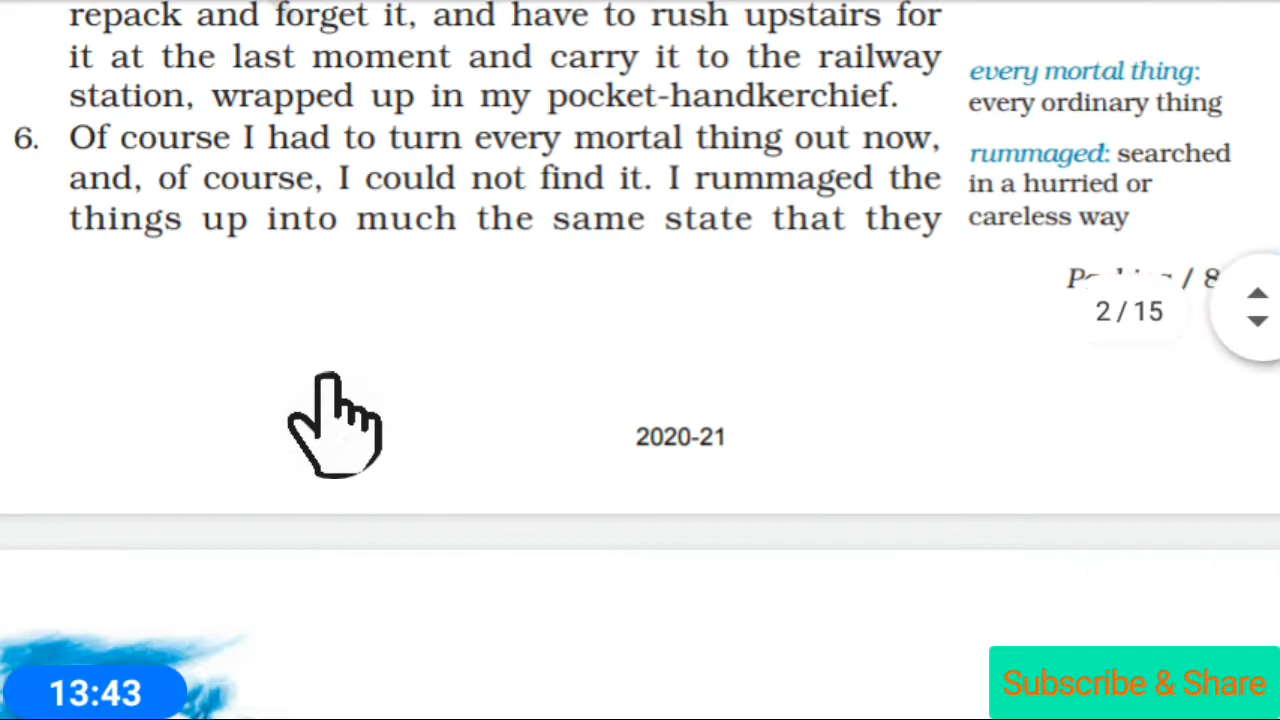 repack and forget it, and have to rush upstairs for
it at the last moment and carry it to the railway
station, wrapped up in my pocket-handkerchief.
6. Of course I had to turn every mortal thing out now,
and, of course, I could not find it. I rummaged the
things up into much the same state that they
every mortal thing:
every ordinary thing
rummaged: searched
in a hurried or
careless way
/ 8
2 / 15
2020-21
13:43
Subscribe & Share